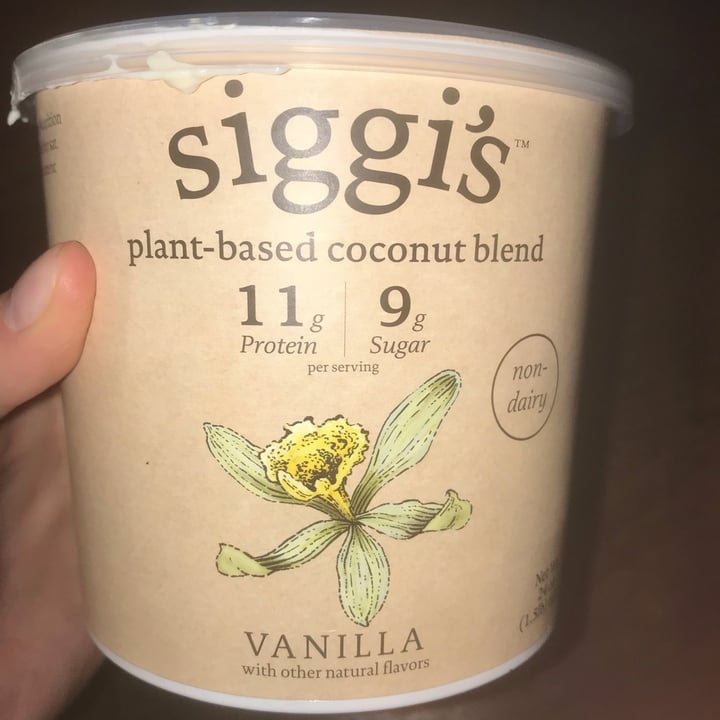 siggi's™
plant-based coconut blend
11g 9g
Protein Sugar
per serving
non-
dairy
VANILLA
with other natural flavors